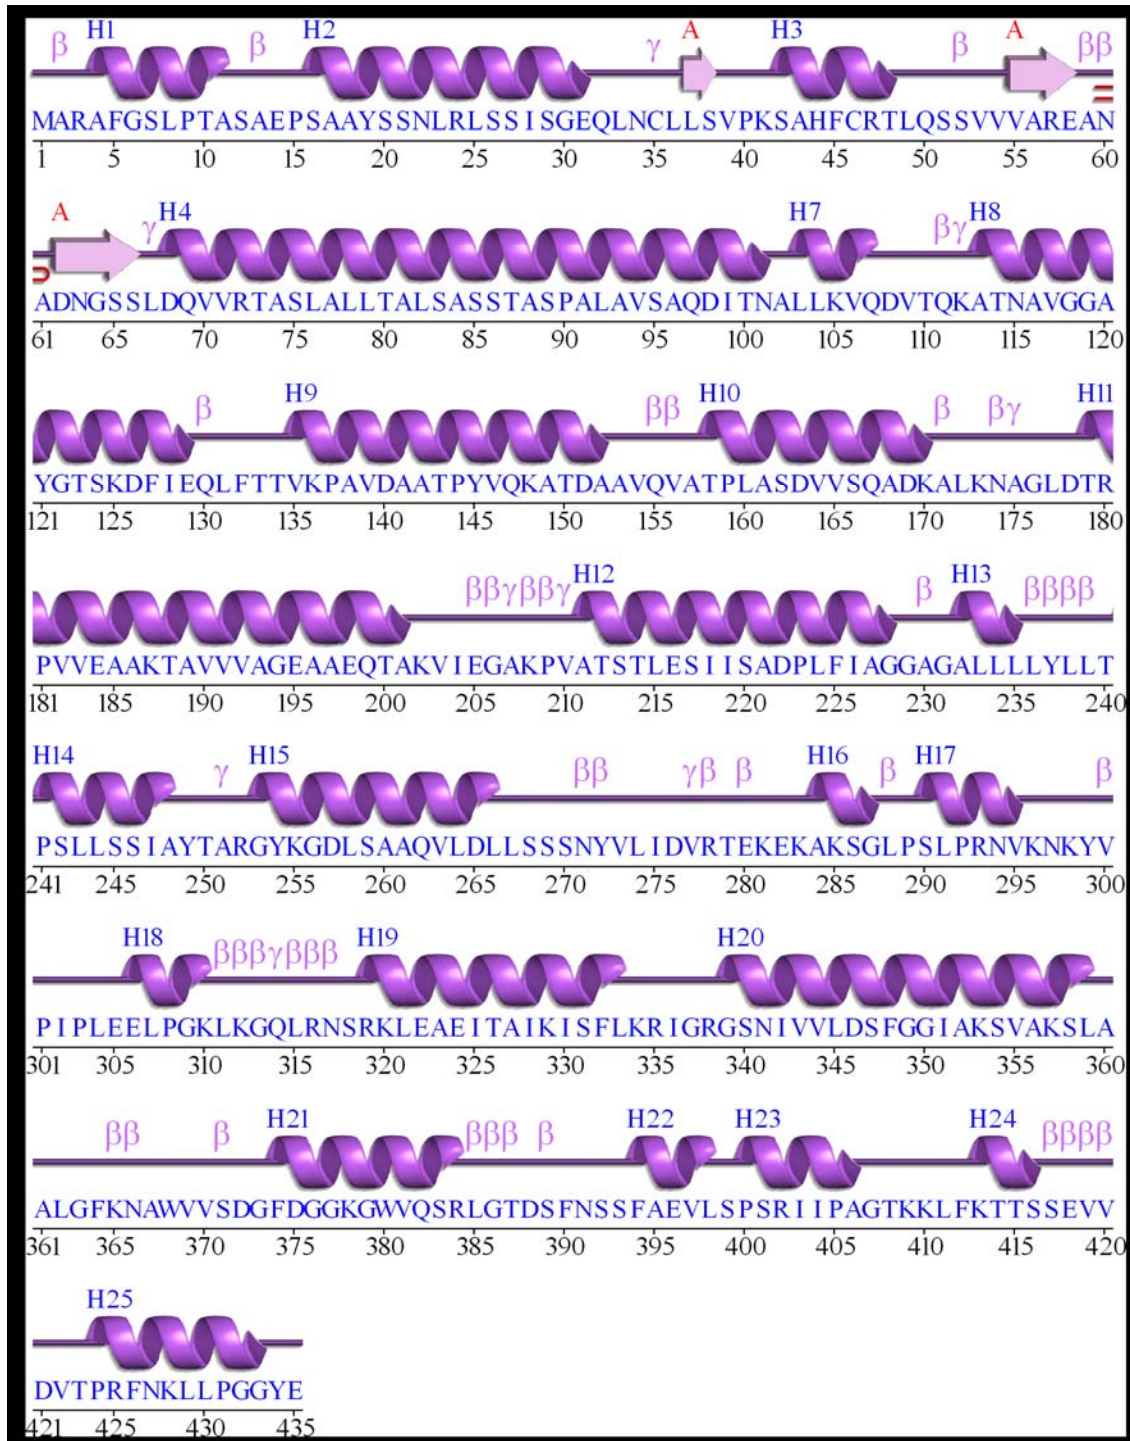 β H1 β H2 γ A H3 β A ββ
MARAFGSLPTASAEPSAAYSSNLRLSSISGEQLNCLLSVPKSAHFCRTLQSSVVVAREAN
1 5 10 15 20 25 30 35 40 45 50 55 60
A γ H4 H7 βγ H8
ADNGSSLDQVVRTASLALLTALSASSTASPALAVSAQDITNALLKVQDVTQKATNAVGGA
61 65 70 75 80 85 90 95 100 105 110 115 120
β H9 ββ H10 β βγ H11
YGTSKDFIEQLFTTVKPAVDAATPYVQKATDAAVQVATPLASDVVSQADKALKNAGLDTR
121 125 130 135 140 145 150 155 160 165 170 175 180
ββγββγ H12 β H13 ββββ
PVVEAAKTAVVVAGEAAEQTAKVIEGAKPVATSTLESIISADPLFIAGGAGALLLLYLLT
181 185 190 195 200 205 210 215 220 225 230 235 240
H14 γ H15 ββ γβ β H16 β H17 β
PSLLSSIAYTARGYKGDLSAAQVLDLLSSSNYVLIDVRTEKEKAKSGLPSLPRNVKNKYV
241 245 250 255 260 265 270 275 280 285 290 295 300
H18 βββγβββ H19 H20
PIPLEELPGKLKGQLRNSRKLEAEITAIKISFLKRIGRGSNIVVLDSFGGIAKSVAKSLA
301 305 310 315 320 325 330 335 340 345 350 355 360
ββ β H21 βββ β H22 H23 H24 ββββ
ALGFKNAWVVSDGFDGGKGWVQSRLGTDSFNSSFAEVLSPSRIIPAGTKKLFKTTSSEVV
361 365 370 375 380 385 390 395 400 405 410 415 420
H25
DVTPRFNKLLPGGYE
421 425 430 435